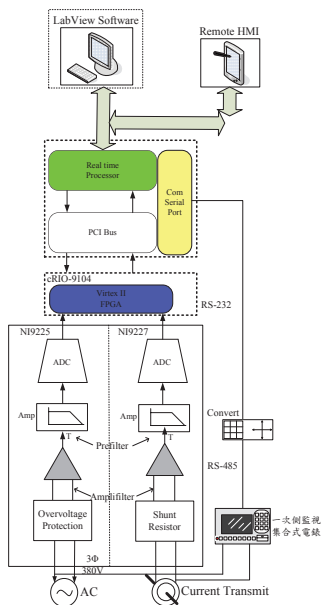 LabView Software
Remote HMI
Real time
Processor
Com
Serial
Port
PCI Bus
cRIO-9104
Virtex II
FPGA
RS-232
NI9225
NI9227
ADC
ADC
Amp
Amp
T
T
Prefilter
Convert
RS-485
Amplifilter
Overvoltage
Protection
Shunt
Resistor
一次側監視
集合式電錶
3Φ
380V
AC
Current Transmit